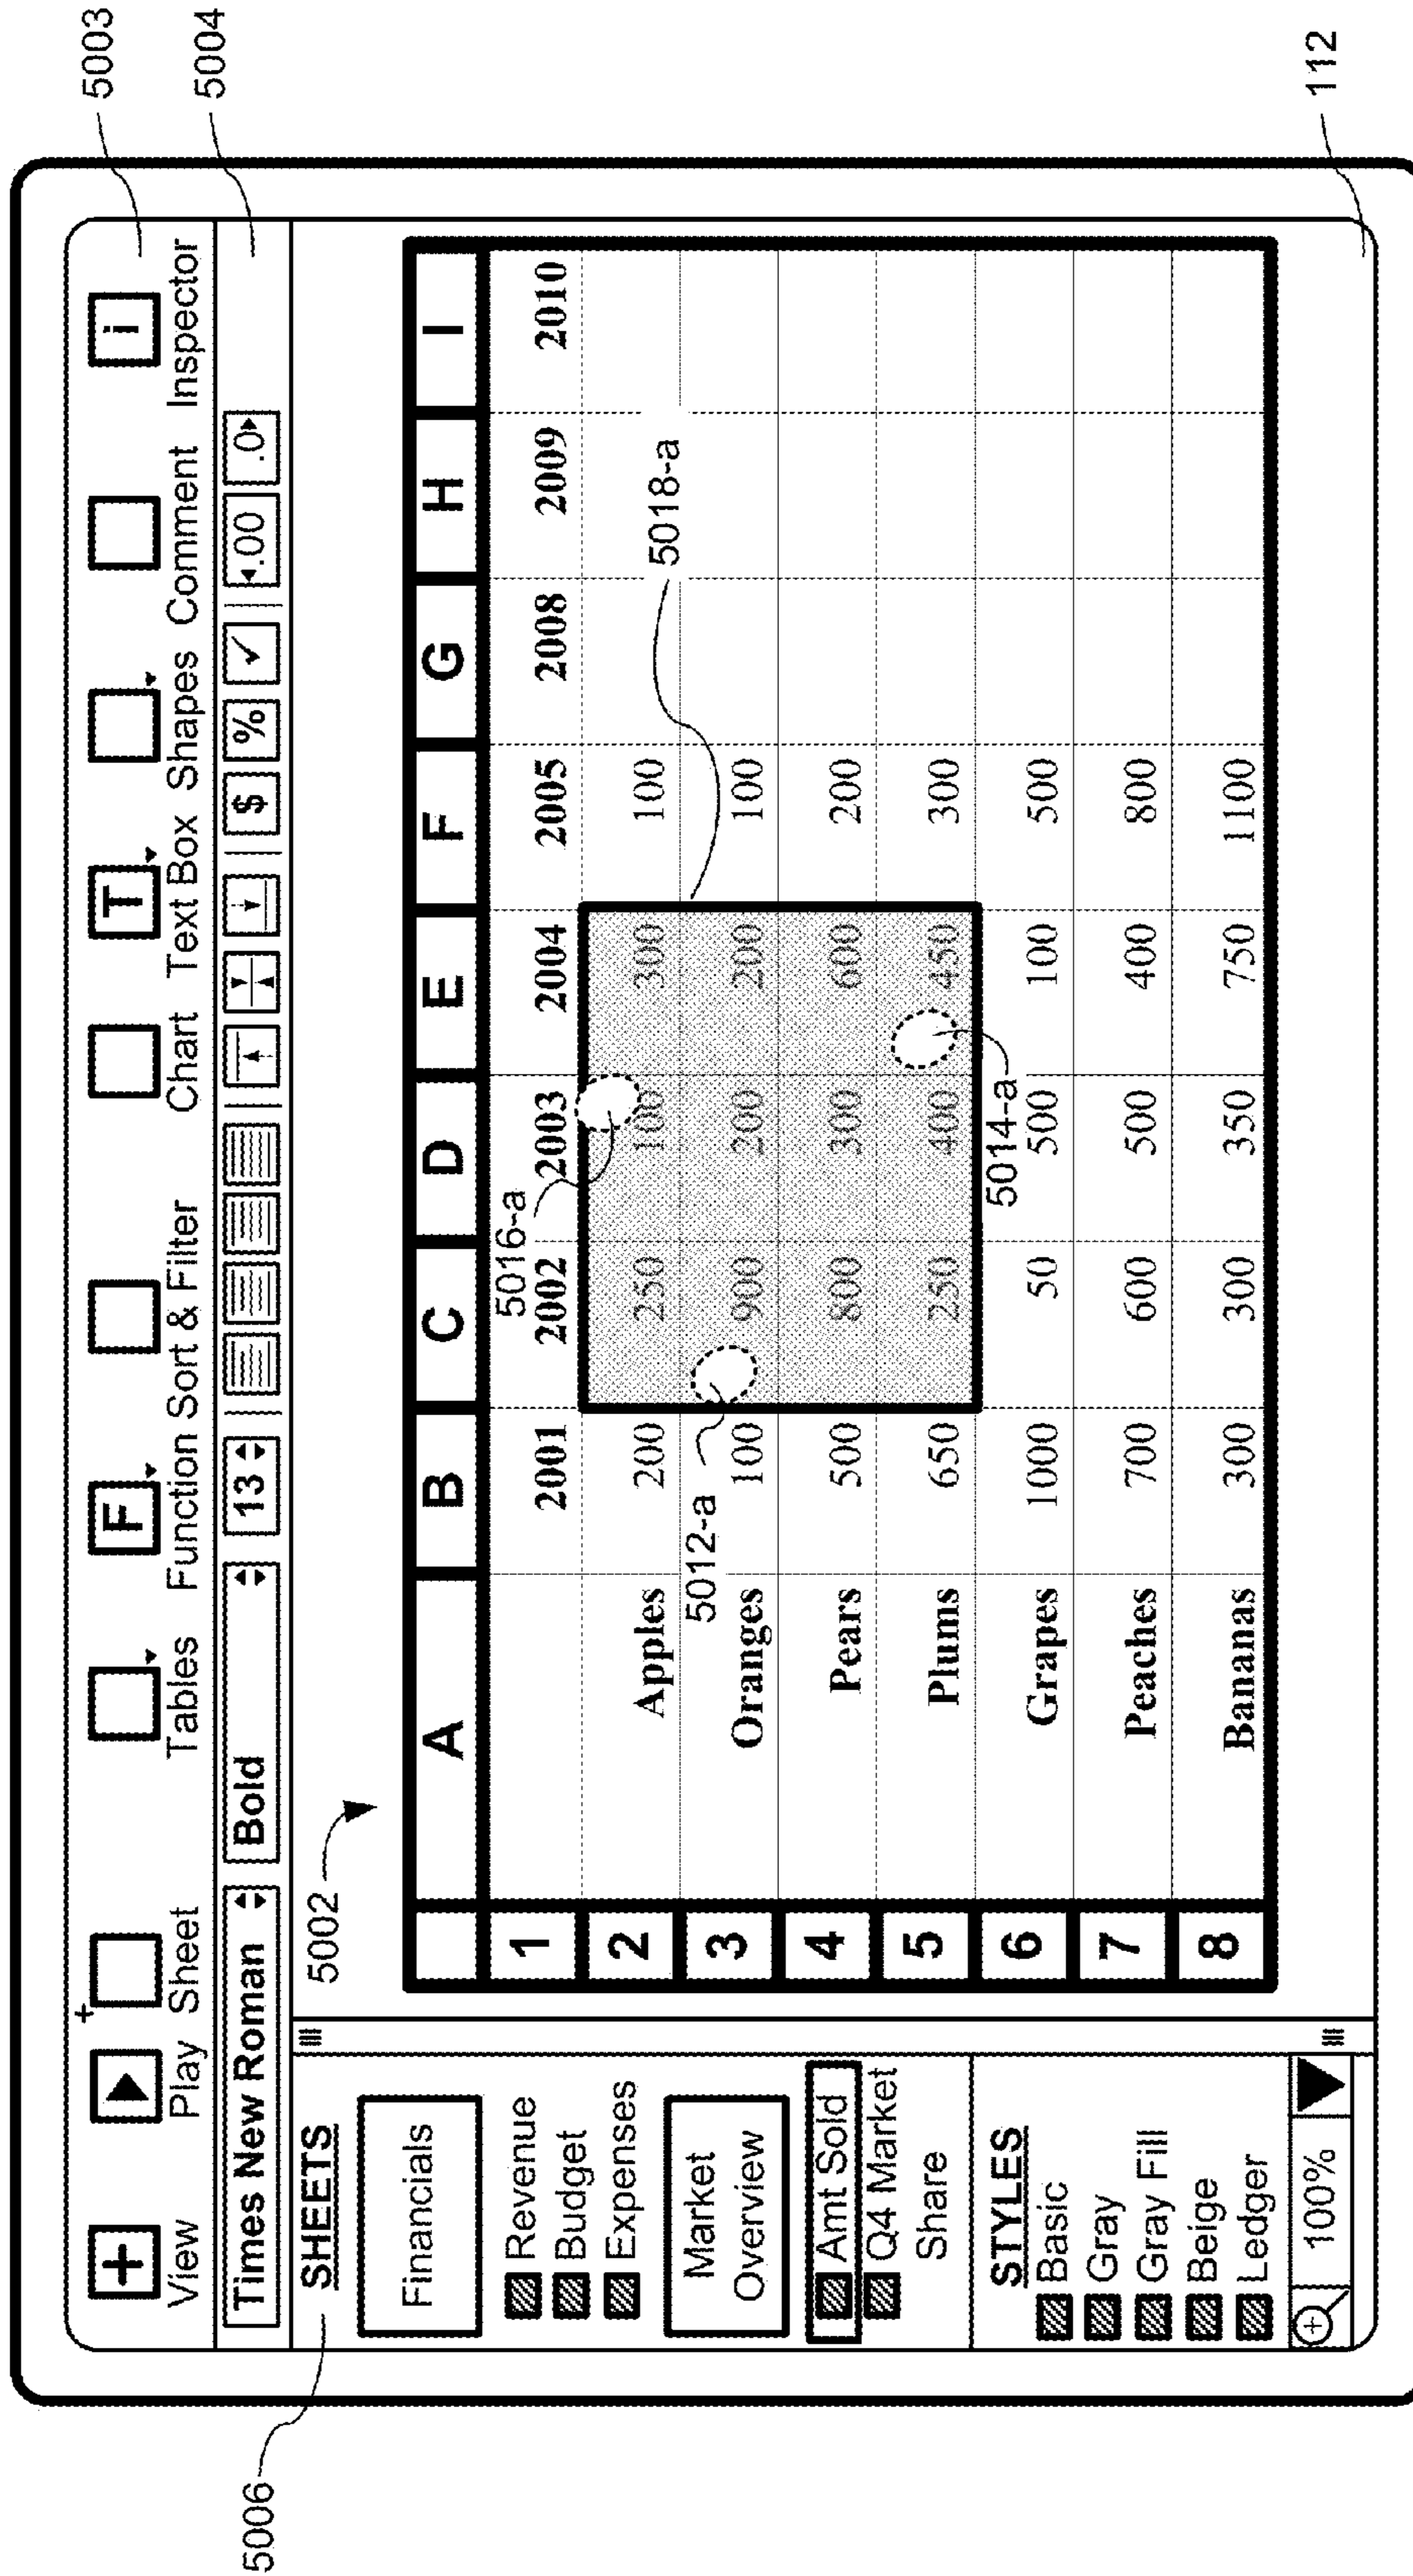 5003
5004
View Play Sheet Tables Function Sort & Filter Chart Text Box Shapes Comment Inspector
+ + F T i
Times New Roman Bold 13 $ % ✓ .00 .0
5006
SHEETS
Financials
Revenue
Budget
Expenses
Market
Overview
Amt Sold
Q4 Market
Share
STYLES
Basic
Gray
Gray Fill
Beige
Ledger
100%
5002
A B C D E F G H I
1 2001 2002 2003 2004 2005 2008 2009 2010
2 Apples 200 250 100 300 100
3 Oranges 100 900 200 200 100
4 Pears 500 800 300 600 200
5 Plums 650 250 400 450 300
6 Grapes 1000 50 500 100 500
7 Peaches 700 600 500 400 800
8 Bananas 300 300 350 750 1100
5016-a
5018-a
5012-a
5014-a
112